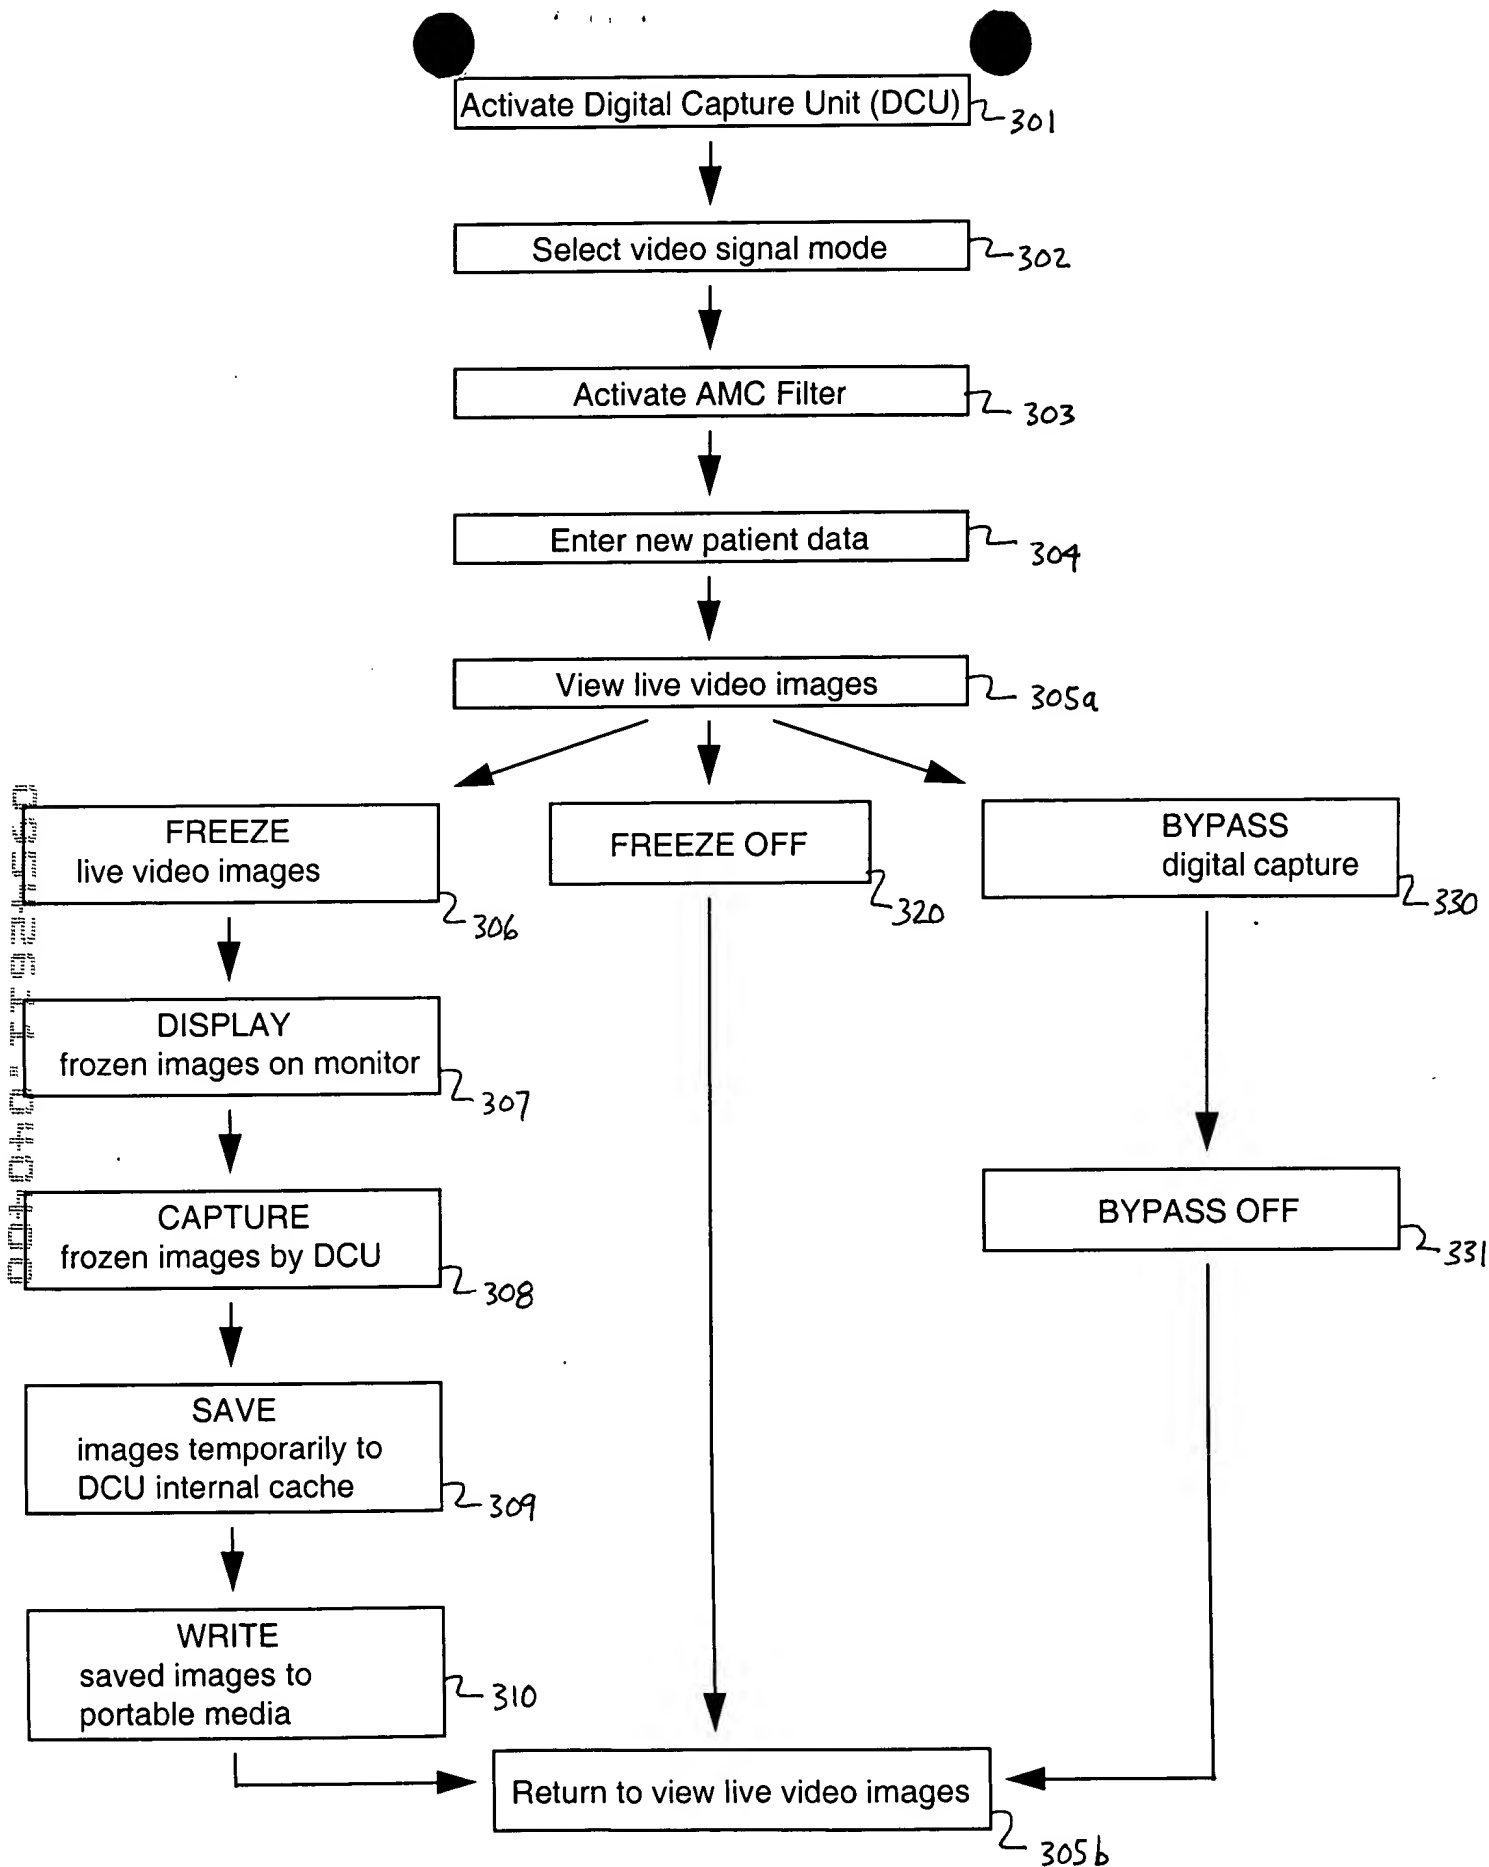 Activate Digital Capture Unit (DCU)
301
Select video signal mode
302
Activate AMC Filter
303
Enter new patient data
304
View live video images
305a
FREEZE
live video images
306
FREEZE OFF
320
BYPASS
digital capture
330
DISPLAY
frozen images on monitor
307
CAPTURE
frozen images by DCU
308
BYPASS OFF
331
SAVE
images temporarily to
DCU internal cache
309
WRITE
saved images to
portable media
310
Return to view live video images
305b